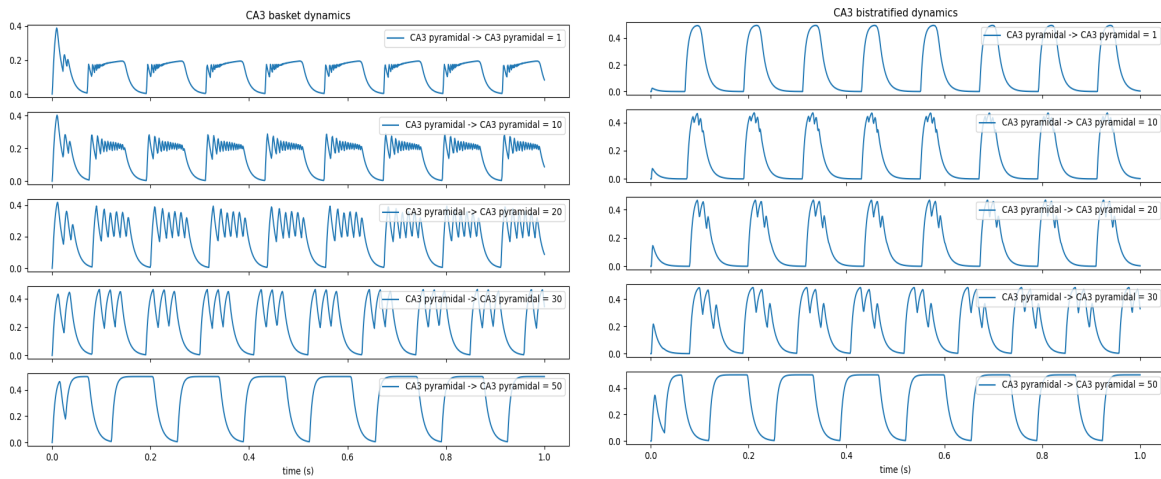 CA3 basket dynamics
0.4
0.2
0.0
CA3 pyramidal -> CA3 pyramidal = 1
0.4
0.2
0.0
CA3 pyramidal -> CA3 pyramidal = 10
0.4
0.2
0.0
CA3 pyramidal -> CA3 pyramidal = 20
0.4
0.2
0.0
CA3 pyramidal -> CA3 pyramidal = 30
0.4
0.2
0.0
CA3 pyramidal -> CA3 pyramidal = 50
0.0 0.2 0.4 0.6 0.8 1.0
time (s)
CA3 bistratified dynamics
0.4
0.2
0.0
CA3 pyramidal -> CA3 pyramidal = 1
0.4
0.2
0.0
CA3 pyramidal -> CA3 pyramidal = 10
0.4
0.2
0.0
CA3 pyramidal -> CA3 pyramidal = 20
0.4
0.2
0.0
CA3 pyramidal -> CA3 pyramidal = 30
0.4
0.2
0.0
CA3 pyramidal -> CA3 pyramidal = 50
0.0 0.2 0.4 0.6 0.8 1.0
time (s)